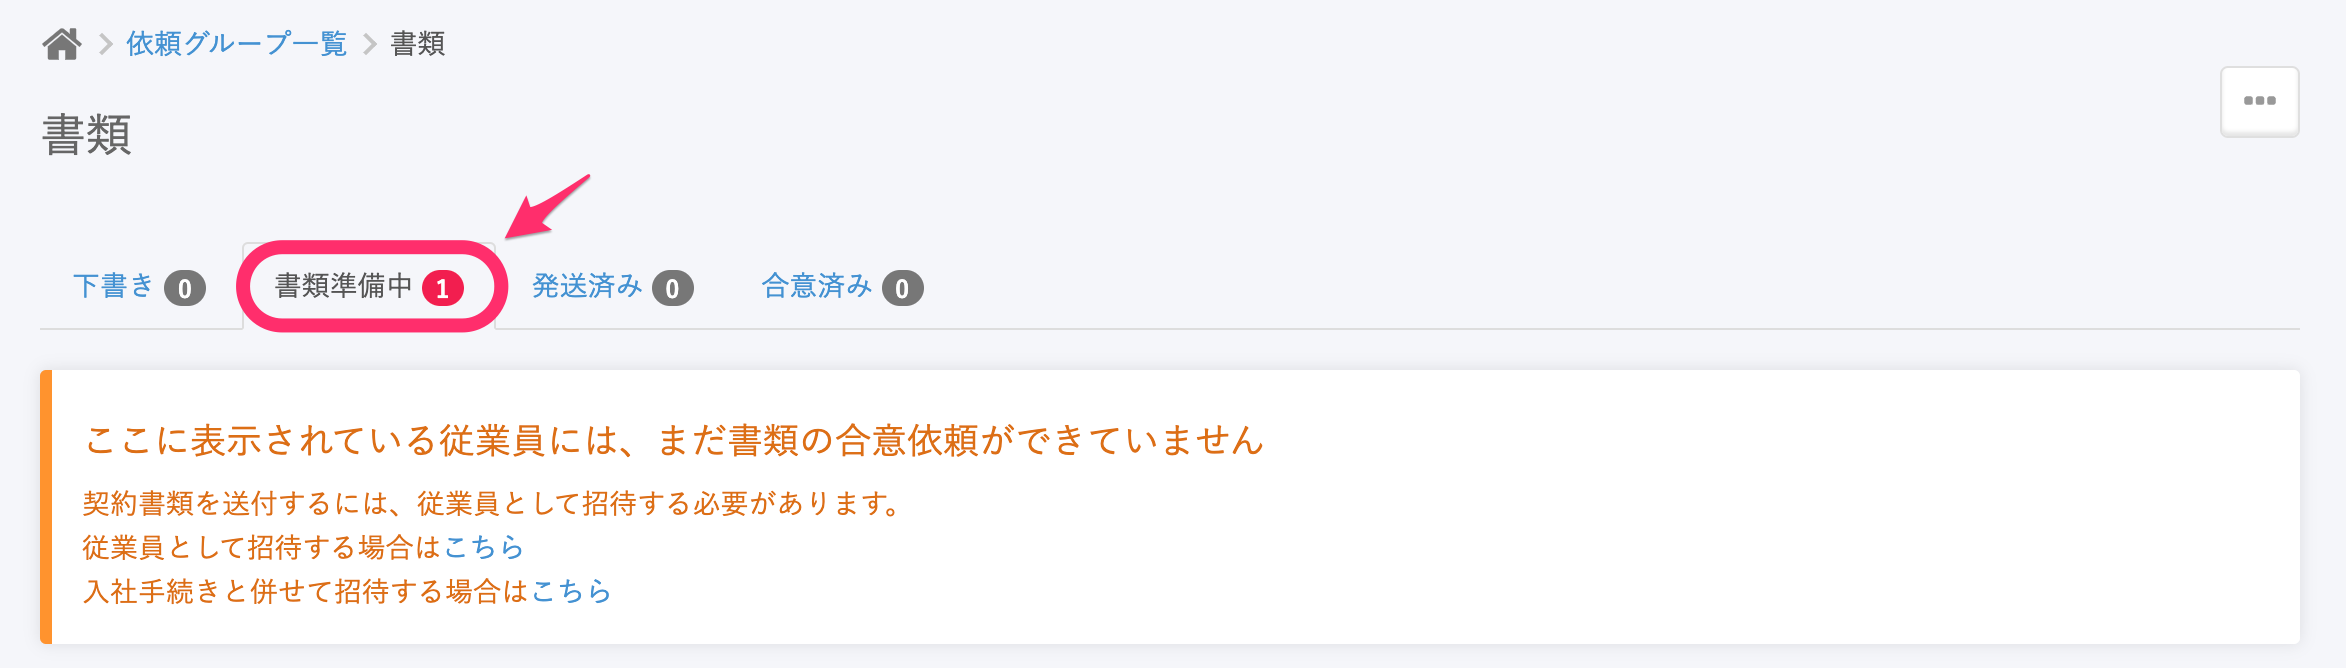 依頼グループ一覧 書類
書類
下書き 0 書類準備中 1 発送済み 0 合意済み 0
ここに表示されている従業員には、まだ書類の合意依頼ができていません
契約書類を送付するには、従業員として招待する必要があります。
従業員として招待する場合はこちら
入社手続きと併せて招待する場合はこちら